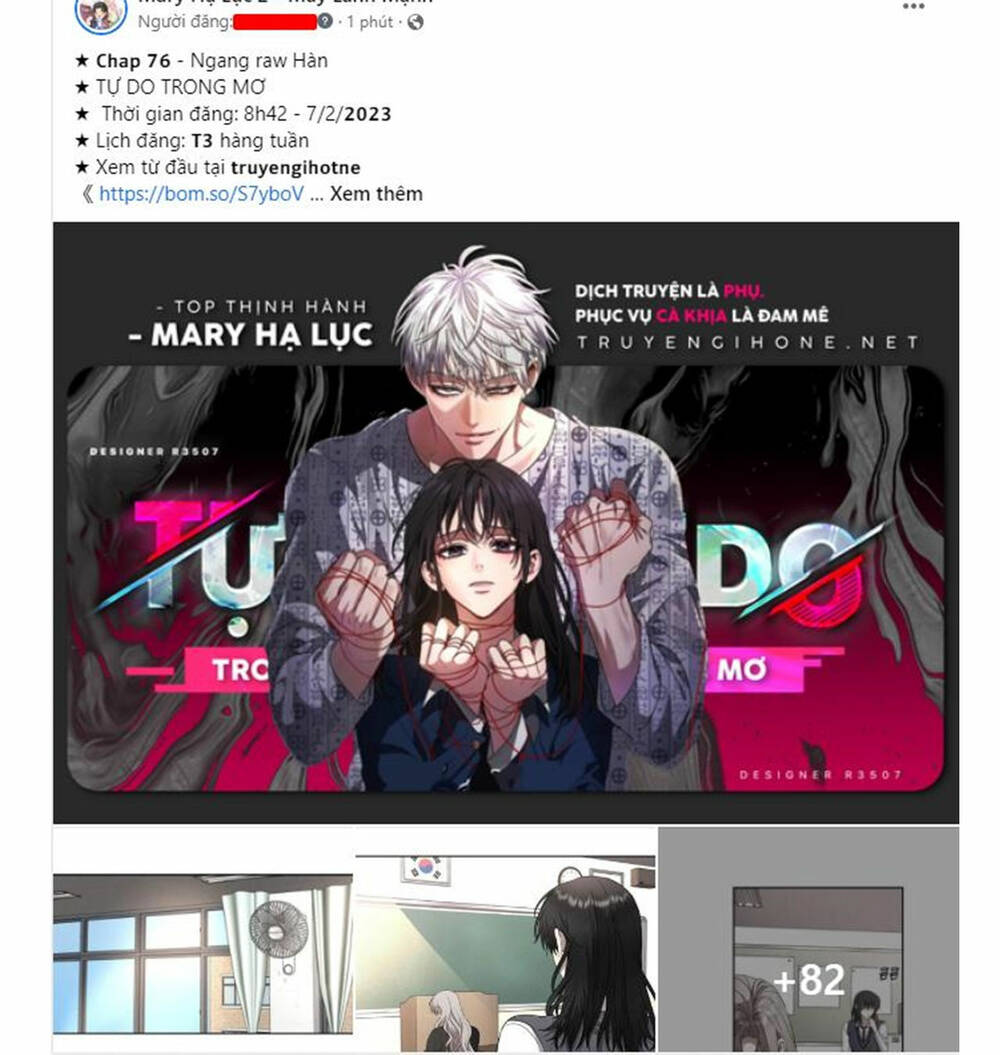 Người đăng: · 1 phút ·
★ Chap 76 - Ngang raw Hàn
★ TỰ DO TRONG MƠ
★ Thời gian đăng: 8h42 - 7/2/2023
★ Lịch đăng: T3 hàng tuần
★ Xem từ đầu tại truyengihotne
《 https://bom.so/S7yboV ... Xem thêm
- TOP THỊNH HÀNH
- MARY HẠ LỤC
DỊCH TRUYỆN LÀ PHỤ.
PHỤC VỤ CÀ KHỊA LÀ ĐAM MÊ
TRUYENGIHONE.NET
DESIGNER R3507
TỰ DO
TRO MƠ
DESIGNER R3507
+82